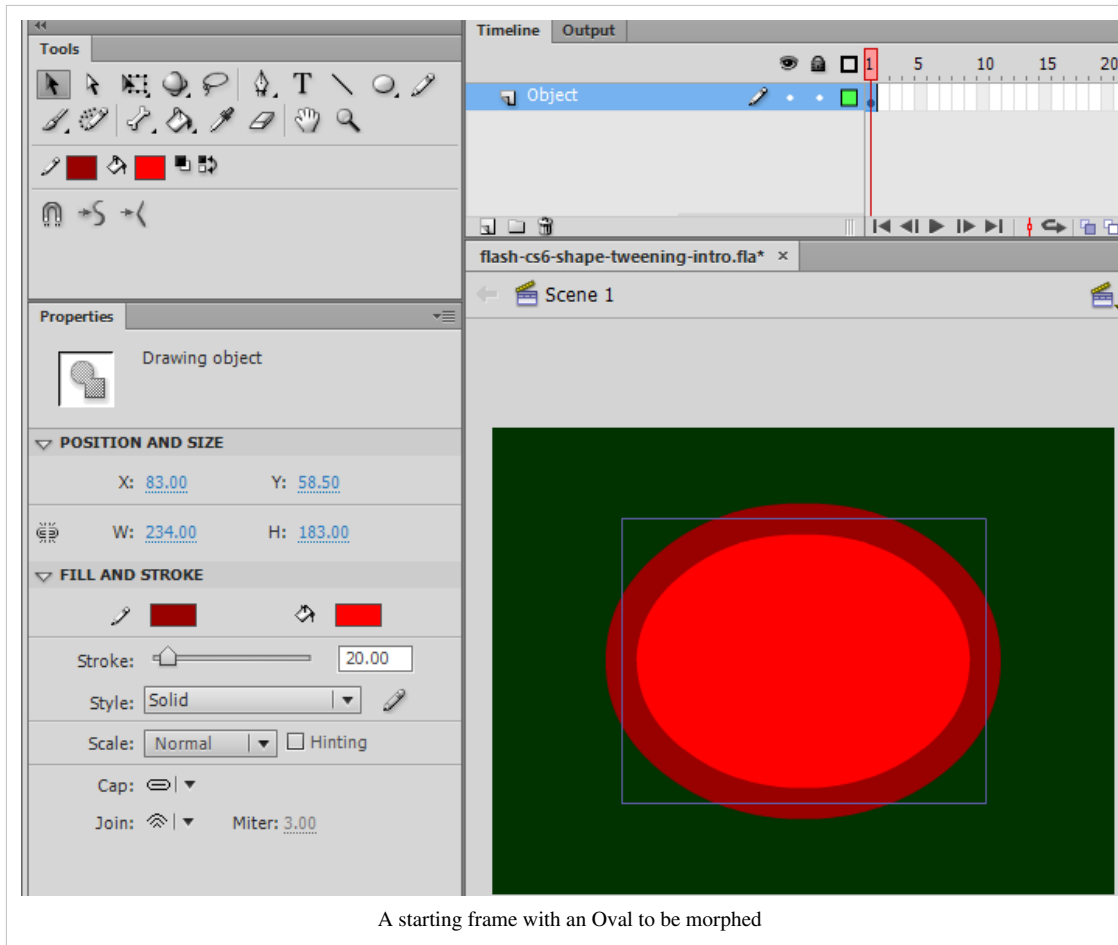 Tools
T
Properties
Drawing object
POSITION AND SIZE
X: 83.00 Y: 58.50
W: 234.00 H: 183.00
FILL AND STROKE
Stroke: 20.00
Style: Solid
Scale: Normal Hinting
Cap:
Join: Miter: 3.00
Timeline Output
1 5 10 15 20
Object
flash-cs6-shape-tweening-intro.fla* ×
Scene 1
A starting frame with an Oval to be morphed